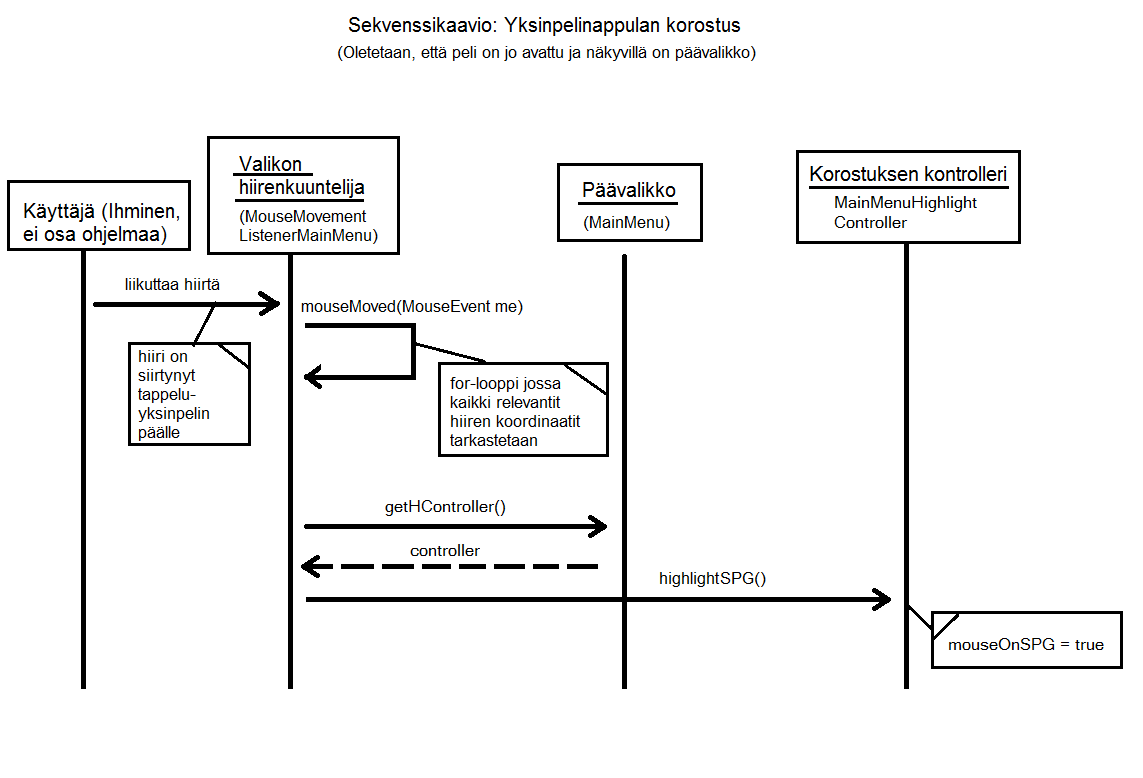 Sekvenssikaavio: Yksinpelinappulan korostus
(Oletetaan, että peli on jo avattu ja näkyvillä on päävalikko)
Käyttäjä (Ihminen,
ei osa ohjelmaa)
Valikon
hiirenkuuntelija
(MouseMovement
ListenerMainMenu)
Päävalikko
(MainMenu)
Korostuksen kontrolleri
MainMenuHighlight
Controller
liikuttaa hiirtä
mouseMoved(MouseEvent me)
hiiri on
siirtynyt
tappelu-
yksinpelin
päälle
for-looppi jossa
kaikki relevantit
hiiren koordinaatit
tarkastetaan
getHController()
controller
highlightSPG()
mouseOnSPG = true